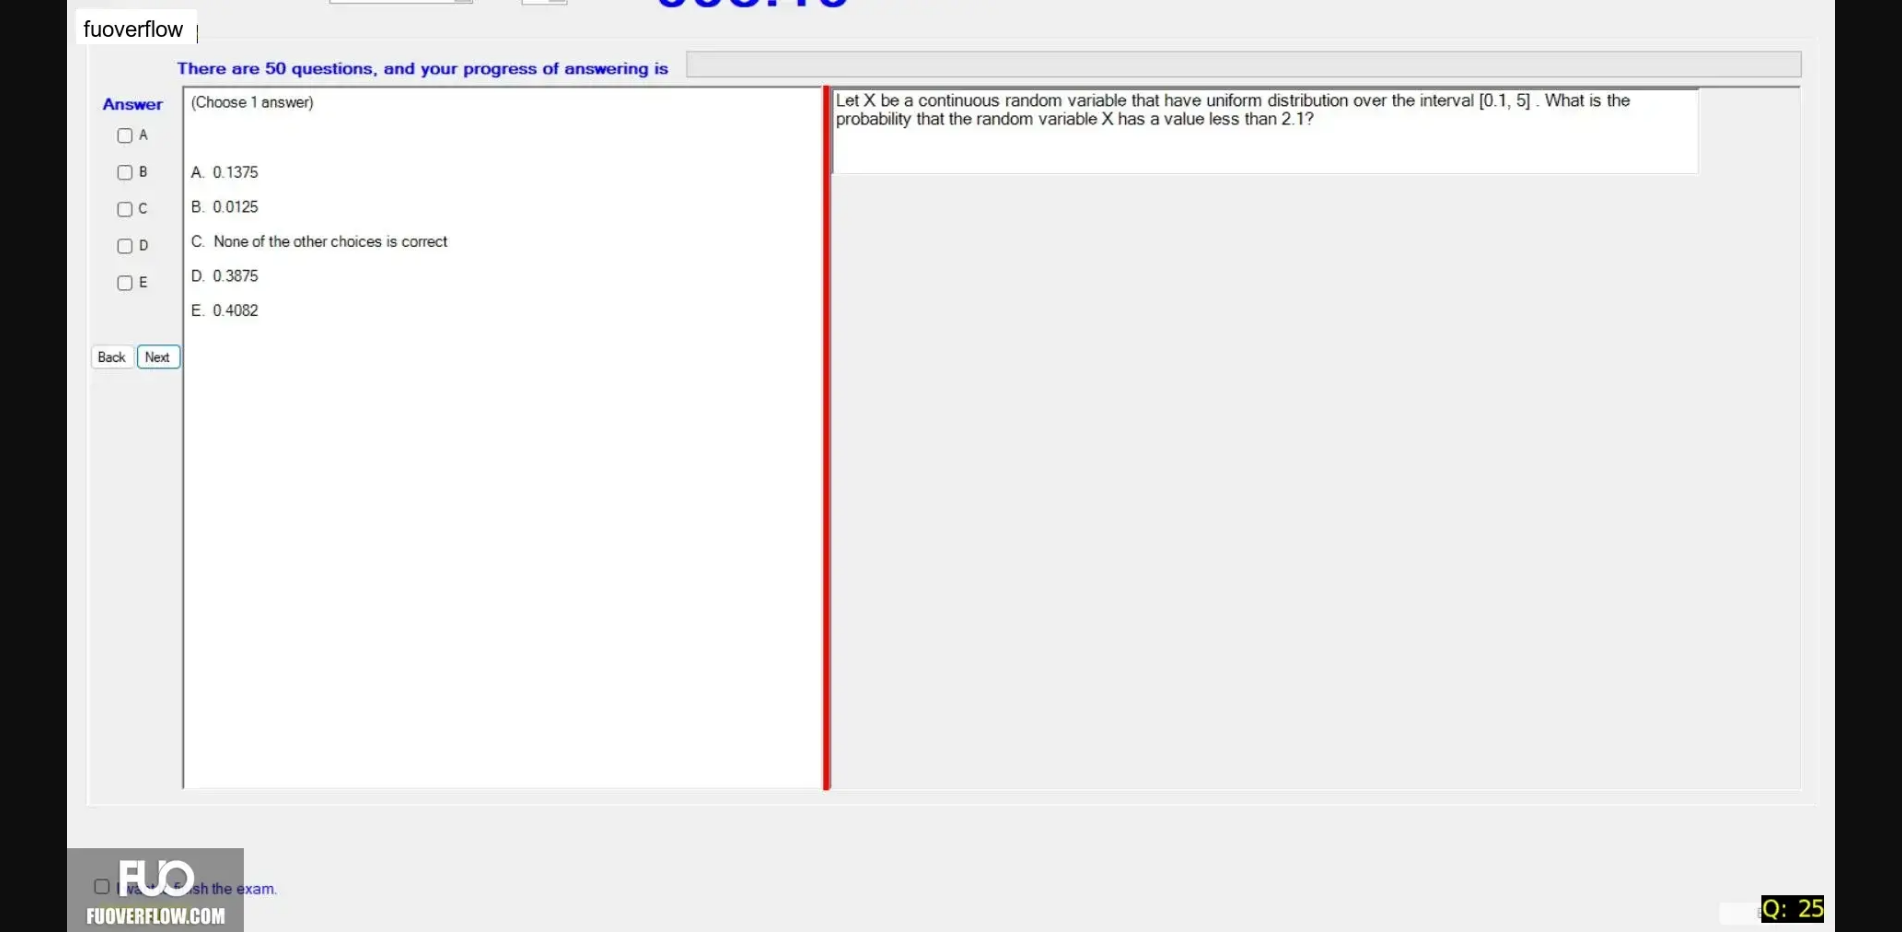 fuoverflow
There are 50 questions, and your progress of answering is
Answer
(Choose 1 answer)
Let X be a continuous random variable that have uniform distribution over the interval [0.1, 5] . What is the
probability that the random variable X has a value less than 2.1?
A
B
C
D
E
A. 0.1375
B. 0.0125
C. None of the other choices is correct
D. 0.3875
E. 0.4082
Back Next
FUO
the exam.
FUOVERFLOW.COM
Q: 25